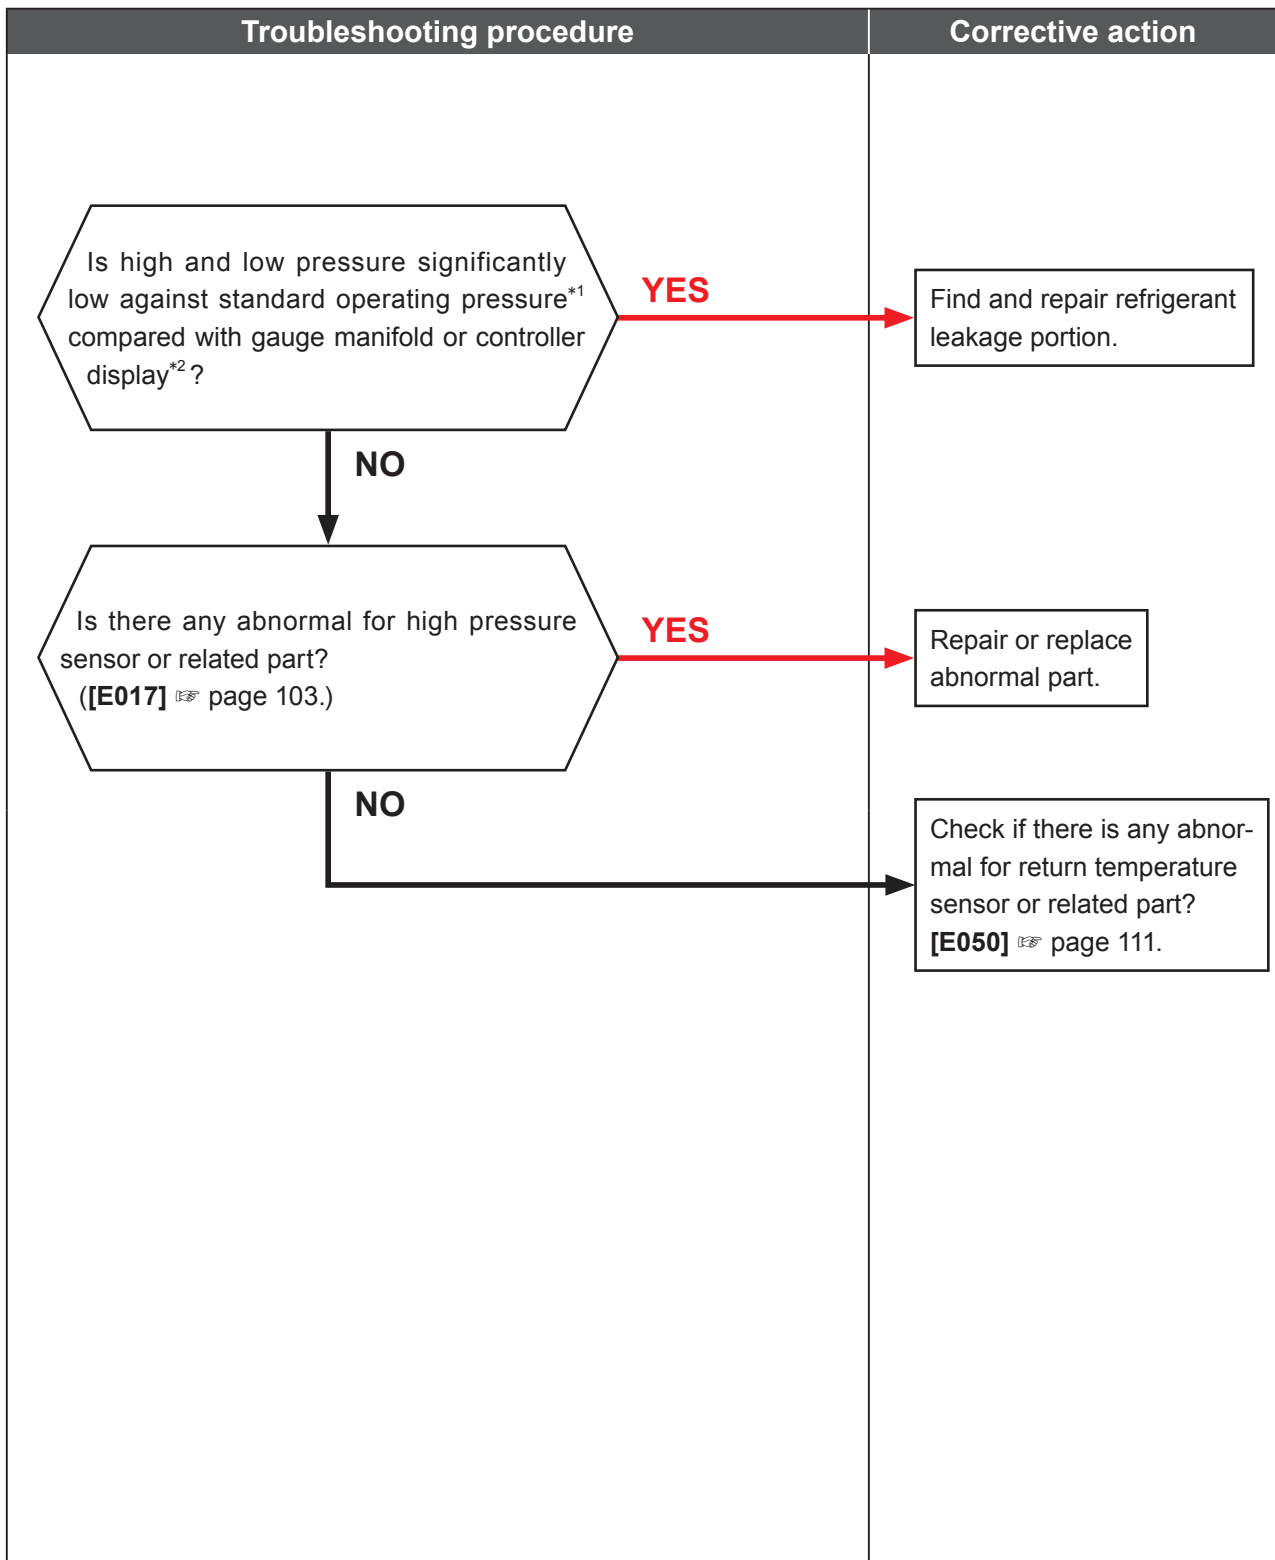 Troubleshooting procedure
Corrective action
Is high and low pressure significantly
low against standard operating pressure*1
compared with gauge manifold or controller
display*2 ?
YES
Find and repair refrigerant
leakage portion.
NO
Is there any abnormal for high pressure
sensor or related part?
([E017] ☞ page 103.)
YES
Repair or replace
abnormal part.
NO
Check if there is any abnor-
mal for return temperature
sensor or related part?
[E050] ☞ page 111.